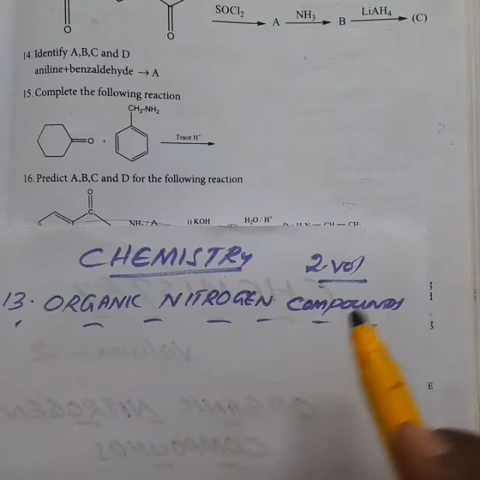 O O SOCl2 A NH3 B LiAH4 (C)
14. Identify A,B,C and D
aniline+benzaldehyde → A
15. Complete the following reaction
CH2-NH2
=O + Trace H+
16. Predict A,B,C and D for the following reaction
O
i) KOH H2O / H+
CHEMISTRY 2. vol
13. ORGANIC NITROGEN COMPOUNDS
E